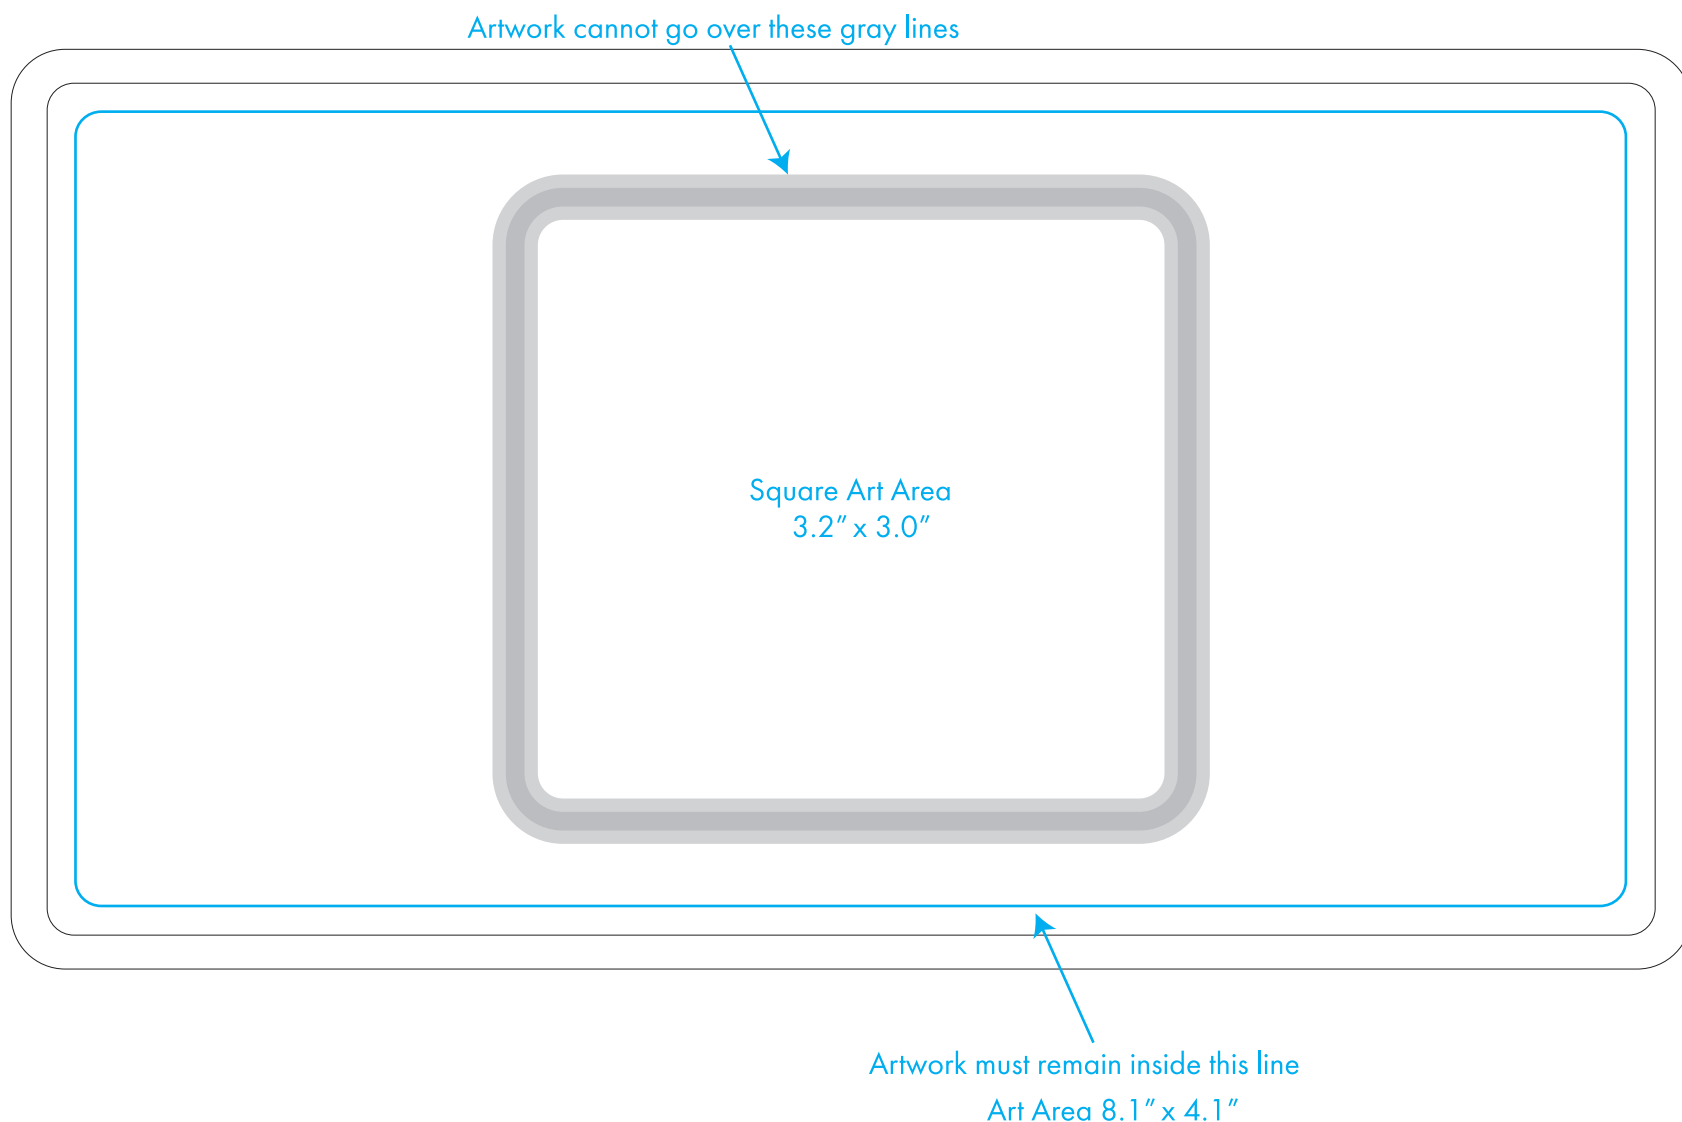 Artwork cannot go over these gray lines
Square Art Area
3.2” x 3.0”
Artwork must remain inside this line
Art Area 8.1” x 4.1”